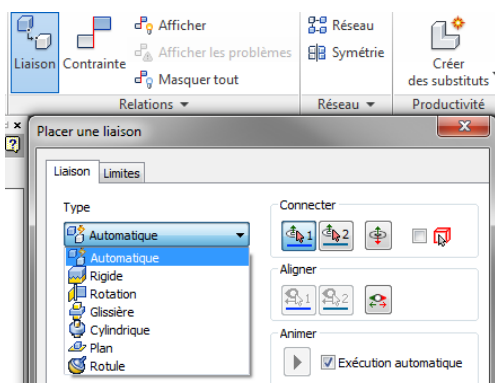 Afficher
Réseau
Liaison
Contrainte
Afficher les problèmes
Symétrie
Créer
des substituts
Masquer tout
Relations
Réseau
Productivité
Placer une liaison
Liaison
Limites
Type
Connecter
Automatique
1
2
Automatique
Rigide
Aligner
Rotation
1
2
Glissière
Cylindrique
Animer
Plan
Rotule
Exécution automatique